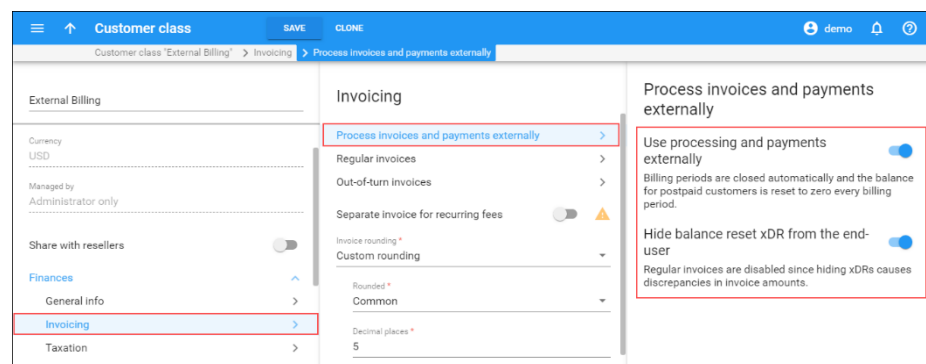 Customer class
SAVE
CLONE
demo
Customer class "External Billing" > Invoicing > Process invoices and payments externally
External Billing
Currency
USD
Managed by
Administrator only
Share with resellers
Finances
General info
Invoicing
Taxation
Invoicing
Process invoices and payments externally
Regular invoices
Out-of-turn invoices
Separate invoice for recurring fees
Invoice rounding *
Custom rounding
Rounded *
Common
Decimal places *
5
Process invoices and payments
externally
Use processing and payments
externally
Billing periods are closed automatically and the balance
for postpaid customers is reset to zero every billing
period.
Hide balance reset xDR from the end-
user
Regular invoices are disabled since hiding xDRs causes
discrepancies in invoice amounts.